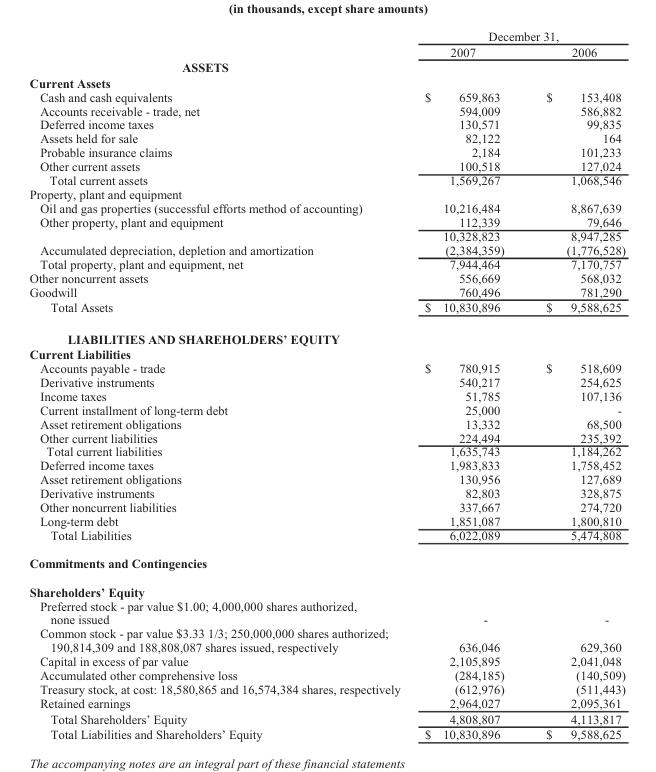 (in thousands, except share amounts)
December 31,
2007 2006
ASSETS
Current Assets
Cash and cash equivalents $ 659,863 $ 153,408
Accounts receivable - trade, net 594,009 586,882
Deferred income taxes 130,571 99,835
Assets held for sale 82,122 164
Probable insurance claims 2,184 101,233
Other current assets 100,518 127,024
Total current assets 1,569,267 1,068,546
Property, plant and equipment
Oil and gas properties (successful efforts method of accounting) 10,216,484 8,867,639
Other property, plant and equipment 112,339 79,646
10,328,823 8,947,285
Accumulated depreciation, depletion and amortization (2,384,359) (1,776,528)
Total property, plant and equipment, net 7,944,464 7,170,757
Other noncurrent assets 556,669 568,032
Goodwill 760,496 781,290
Total Assets $ 10,830,896 $ 9,588,625
LIABILITIES AND SHAREHOLDERS' EQUITY
Current Liabilities
Accounts payable - trade $ 780,915 $ 518,609
Derivative instruments 540,217 254,625
Income taxes 51,785 107,136
Current installment of long-term debt 25,000 -
Asset retirement obligations 13,332 68,500
Other current liabilities 224,494 235,392
Total current liabilities 1,635,743 1,184,262
Deferred income taxes 1,983,833 1,758,452
Asset retirement obligations 130,956 127,689
Derivative instruments 82,803 328,875
Other noncurrent liabilities 337,667 274,720
Long-term debt 1,851,087 1,800,810
Total Liabilities 6,022,089 5,474,808
Commitments and Contingencies
Shareholders' Equity
Preferred stock - par value $1.00; 4,000,000 shares authorized,
none issued - -
Common stock - par value $3.33 1/3; 250,000,000 shares authorized;
190,814,309 and 188,808,087 shares issued, respectively 636,046 629,360
Capital in excess of par value 2,105,895 2,041,048
Accumulated other comprehensive loss (284,185) (140,509)
Treasury stock, at cost: 18,580,865 and 16,574,384 shares, respectively (612,976) (511,443)
Retained earnings 2,964,027 2,095,361
Total Shareholders' Equity 4,808,807 4,113,817
Total Liabilities and Shareholders' Equity $ 10,830,896 $ 9,588,625
The accompanying notes are an integral part of these financial statements